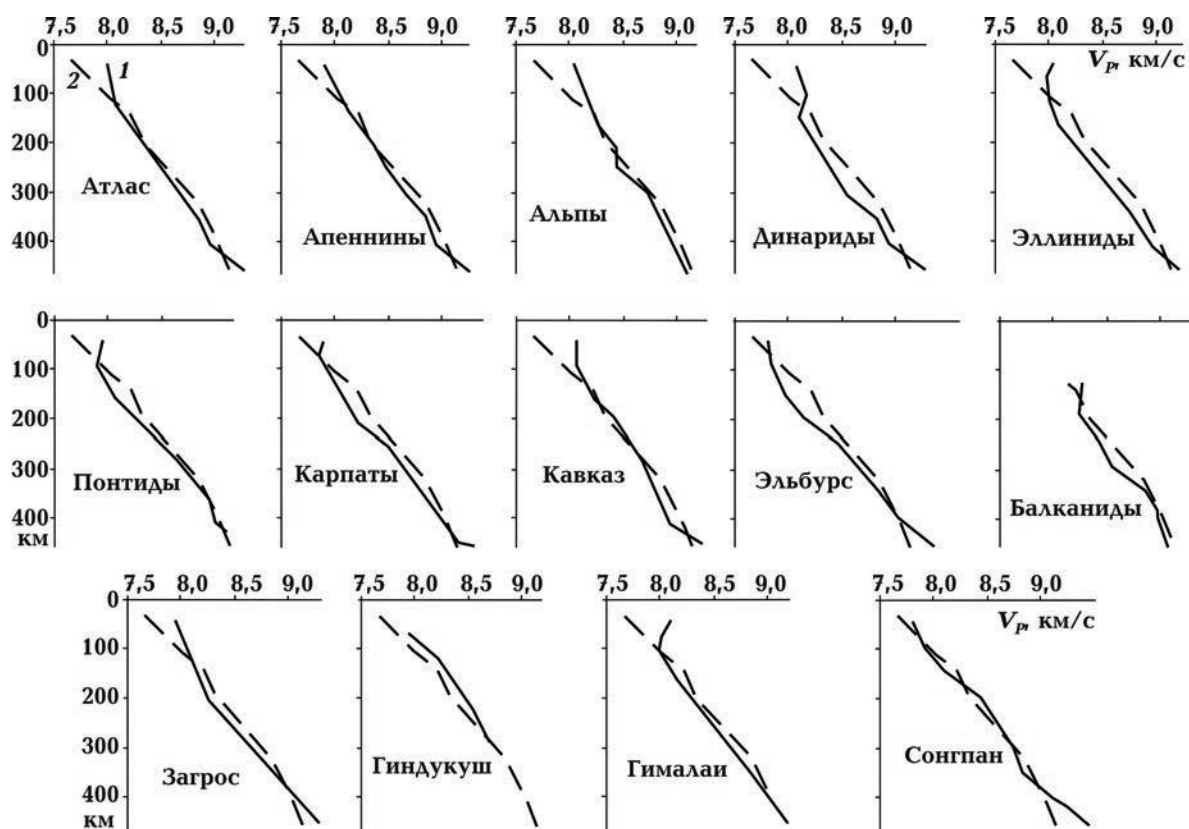 7,5 8,0 8,5 9,0 7,5 8,0 8,5 9,0 7,5 8,0 8,5 9,0 7,5 8,0 8,5 9,0 7,5 8,0 8,5 9,0
0
V_P, км/с
2 1
100
200
300
400
Атлас
Апеннины
Альпы
Динариды
Эллиниды
0
100
200
300
400
км
Понтиды
Карпаты
Кавказ
Эльбурс
Балканиды
7,5 8,0 8,5 9,0 7,5 8,0 8,5 9,0 7,5 8,0 8,5 9,0 7,5 8,0 8,5 9,0
0
V_P, км/с
100
200
300
400
км
Загрос
Гиндукуш
Гималаи
Сонгпан